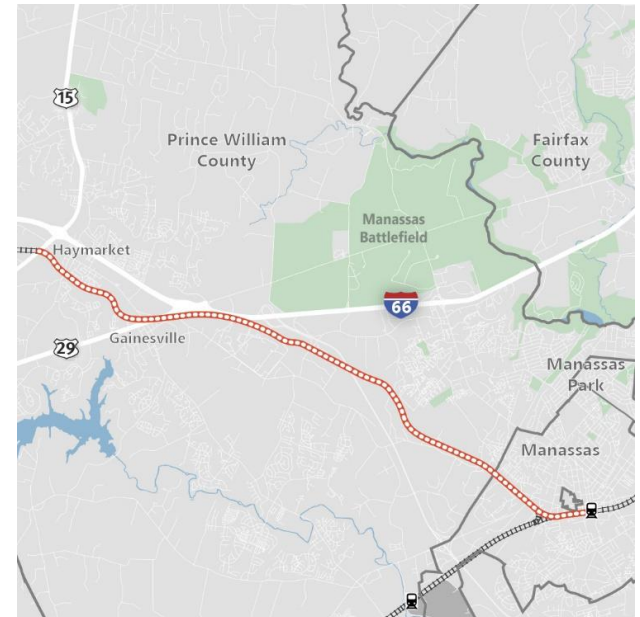 15
Prince William
County
Fairfax
County
Manassas
Battlefield
Haymarket
66
Gainesville
29
Manassas
Park
Manassas